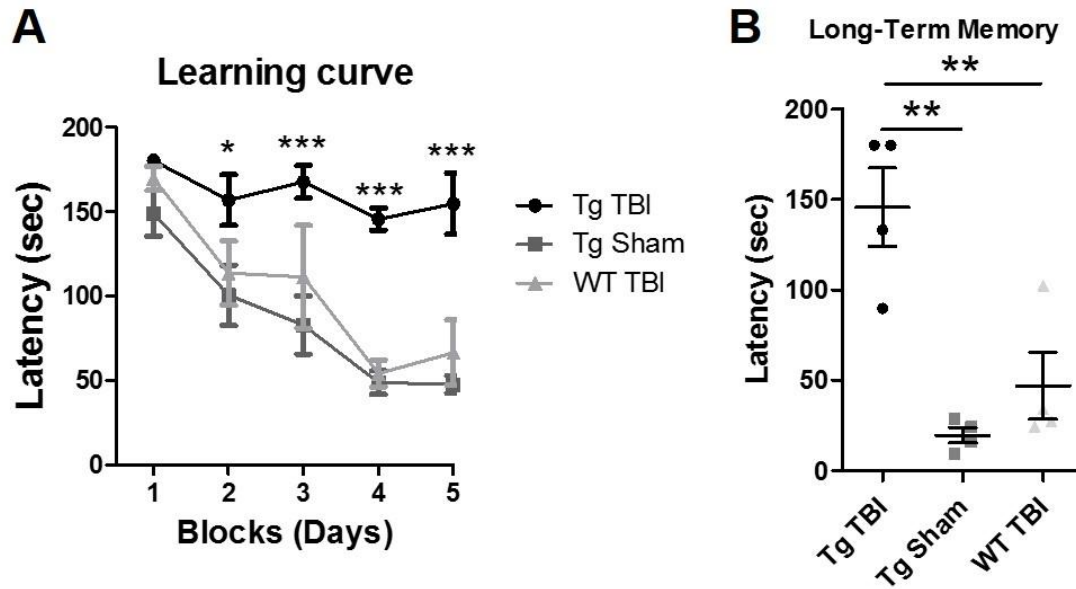 A
Learning curve
Latency (sec)
200
150
100
50
0
*
***
***
***
1 2 3 4 5
Blocks (Days)
Tg TBI
Tg Sham
WT TBI
B
Long-Term Memory
**
**
Latency (sec)
200
150
100
50
0
Tg TBI
Tg Sham
WT TBI